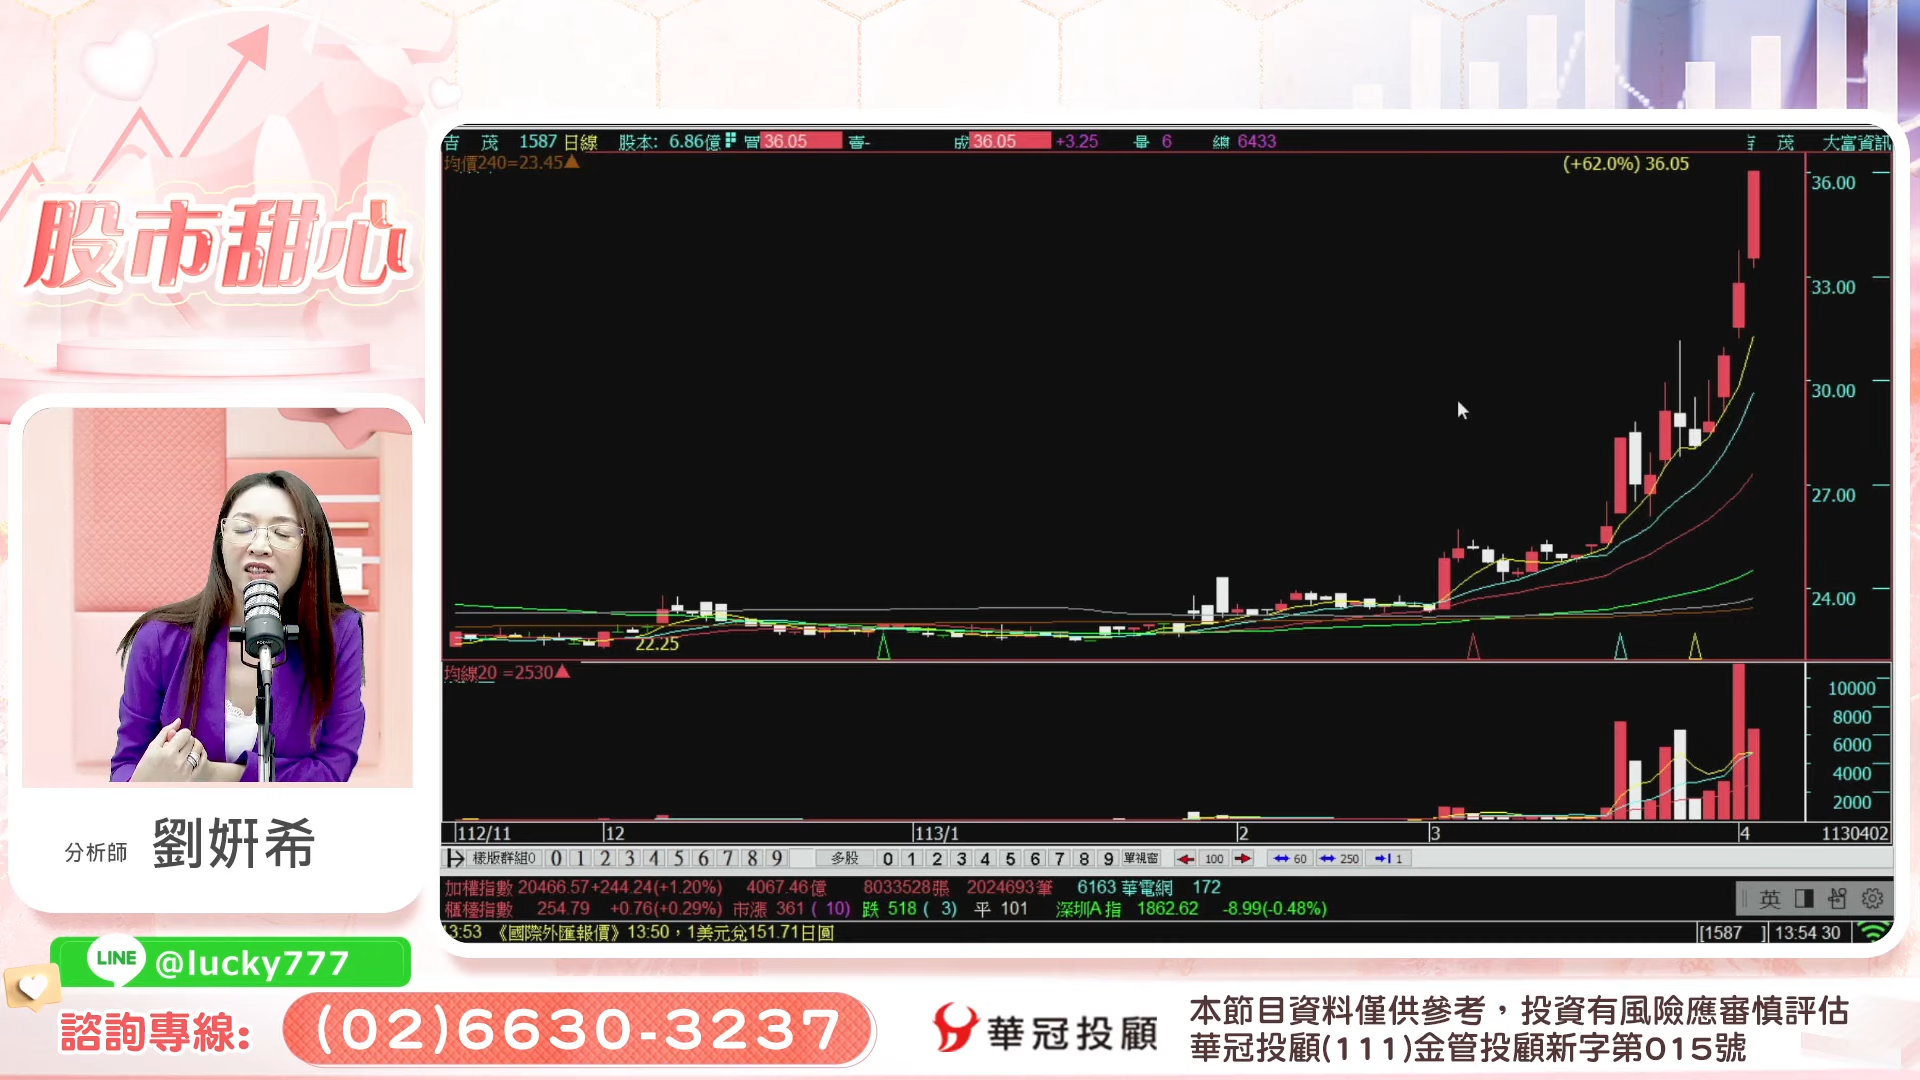 股市甜心
分析師 劉妍希
LINE @lucky777
諮詢專線: (02)6630-3237
華冠投顧
本節目資料僅供參考，投資有風險應審慎評估
華冠投顧(111)金管投顧新字第015號
吉 茂 1587 日線 股本: 6.86億 買 36.05 賣- 成 36.05 +3.25 量 6 總 6433 茂 大富資訊
均價240=23.45▲
(+62.0%) 36.05
36.00
33.00
30.00
27.00
24.00
22.25
均線20 =2530▲
10000
8000
6000
4000
2000
112/11 12 113/1 2 3 4 1130402
樣版群組0 0 1 2 3 4 5 6 7 8 9 多股 0 1 2 3 4 5 6 7 8 9 單視窗 100 60 250 1
加權指數 20466.57 +244.24(+1.20%) 4067.46億 8033528張 2024693筆 6163 華電網 172
櫃檯指數 254.79 +0.76(+0.29%) 市漲 361 ( 10) 跌 518 ( 3) 平 101 深圳A指 1862.62 -8.99(-0.48%)
英
13:53 《國際外匯報價》13:50，1美元兌151.71日圓
[1587 ] 13:54 30